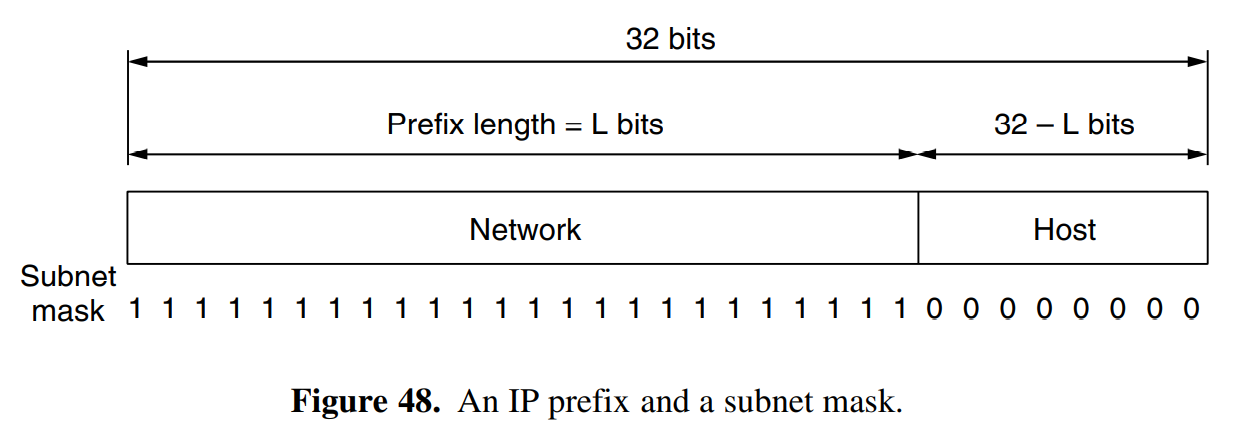 32 bits
Prefix length = L bits
32 – L bits
Network
Host
Subnet
mask
1 1 1 1 1 1 1 1 1 1 1 1 1 1 1 1 1 1 1 1 1 1 1 1 0 0 0 0 0 0 0 0
Figure 48. An IP prefix and a subnet mask.